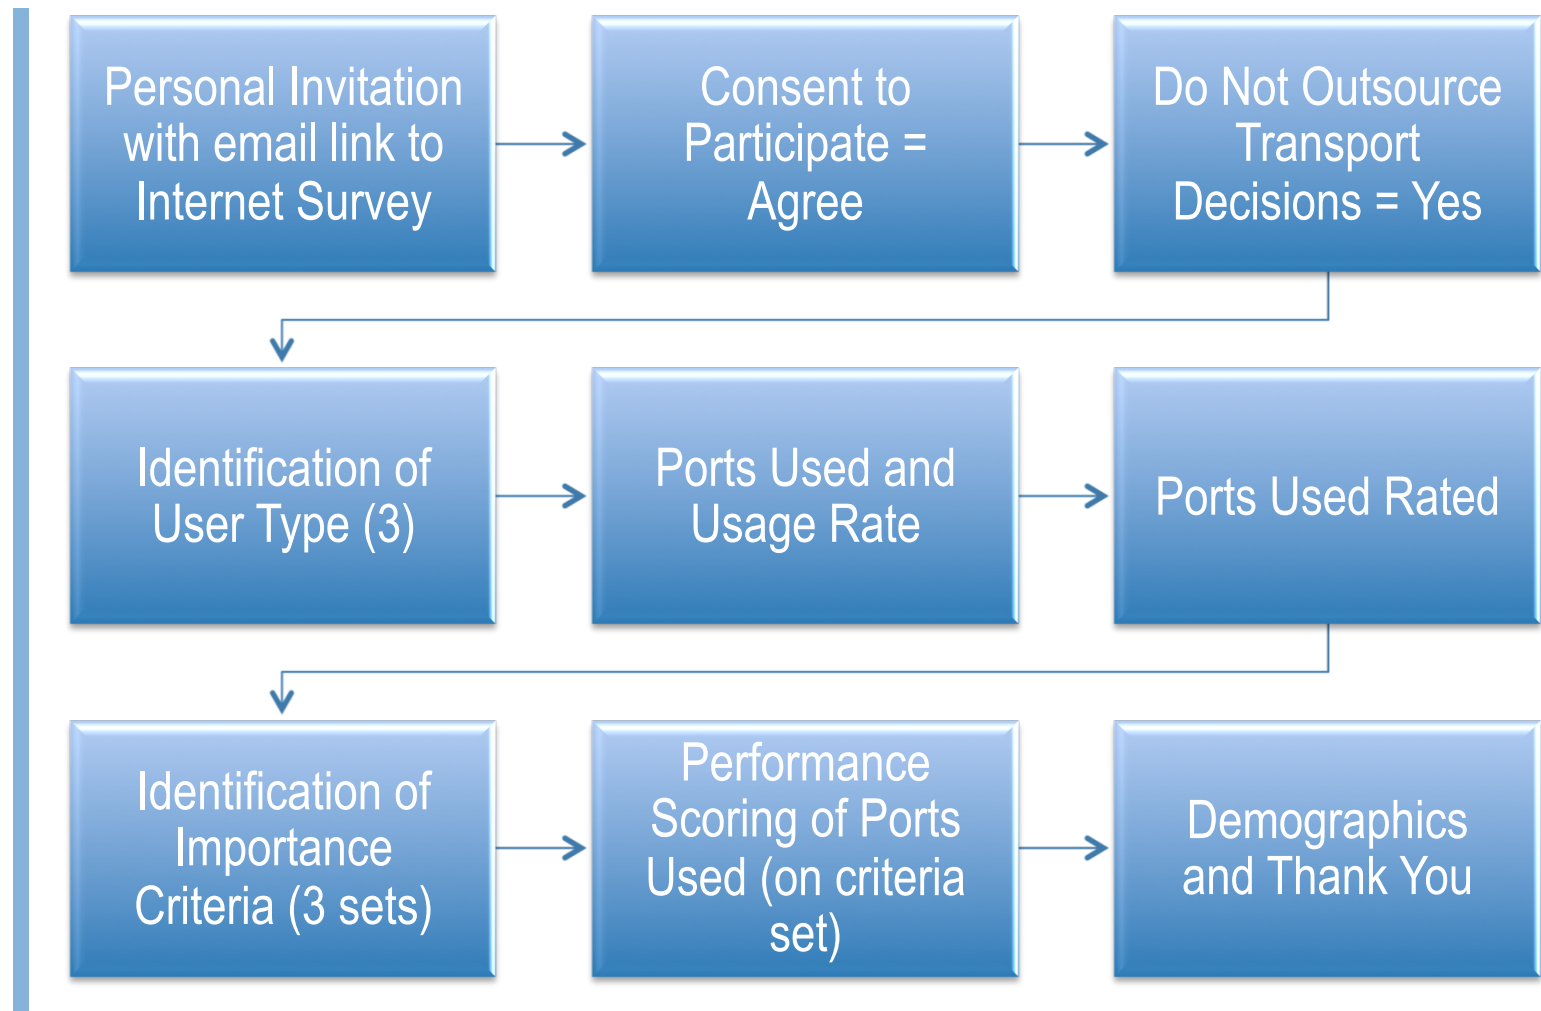 Personal Invitation
with email link to
Internet Survey
Consent to
Participate =
Agree
Do Not Outsource
Transport
Decisions = Yes
Identification of
User Type (3)
Ports Used and
Usage Rate
Ports Used Rated
Identification of
Importance
Criteria (3 sets)
Performance
Scoring of Ports
Used (on criteria
set)
Demographics
and Thank You